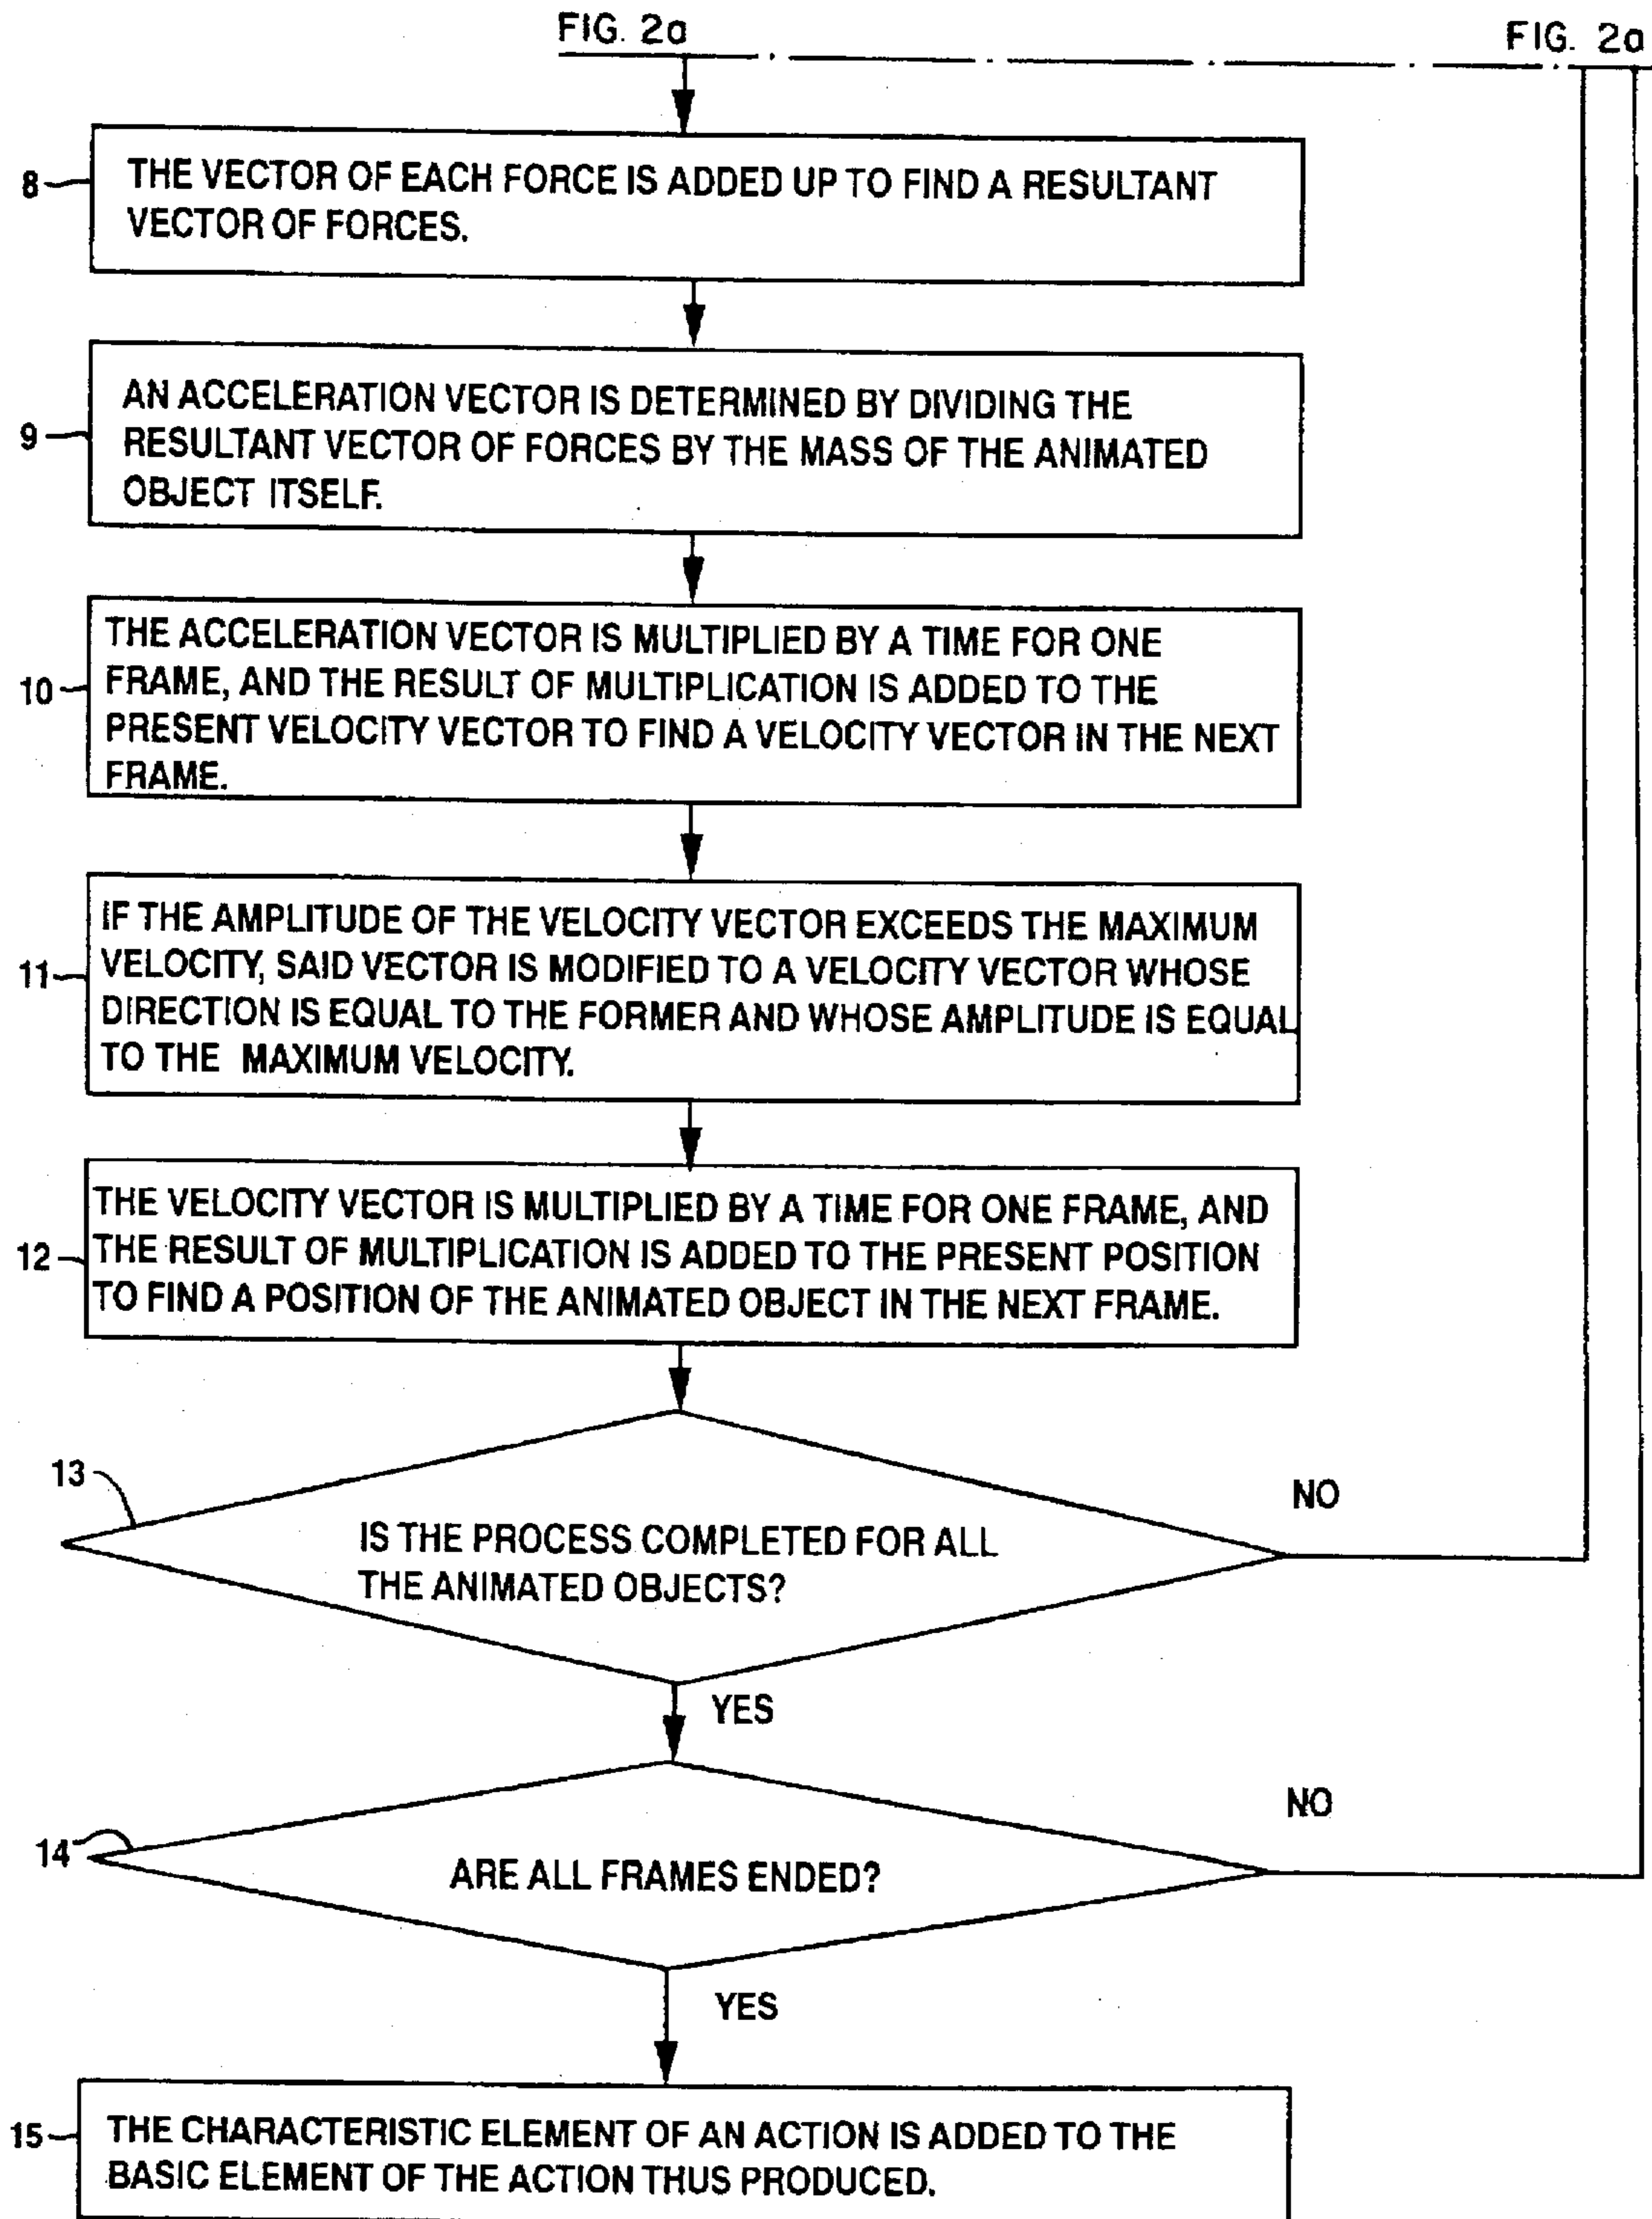 FIG. 2a
FIG. 2a
8
THE VECTOR OF EACH FORCE IS ADDED UP TO FIND A RESULTANT
VECTOR OF FORCES.
9
AN ACCELERATION VECTOR IS DETERMINED BY DIVIDING THE
RESULTANT VECTOR OF FORCES BY THE MASS OF THE ANIMATED
OBJECT ITSELF.
10
THE ACCELERATION VECTOR IS MULTIPLIED BY A TIME FOR ONE
FRAME, AND THE RESULT OF MULTIPLICATION IS ADDED TO THE
PRESENT VELOCITY VECTOR TO FIND A VELOCITY VECTOR IN THE NEXT
FRAME.
11
IF THE AMPLITUDE OF THE VELOCITY VECTOR EXCEEDS THE MAXIMUM
VELOCITY, SAID VECTOR IS MODIFIED TO A VELOCITY VECTOR WHOSE
DIRECTION IS EQUAL TO THE FORMER AND WHOSE AMPLITUDE IS EQUAL
TO THE MAXIMUM VELOCITY.
12
THE VELOCITY VECTOR IS MULTIPLIED BY A TIME FOR ONE FRAME, AND
THE RESULT OF MULTIPLICATION IS ADDED TO THE PRESENT POSITION
TO FIND A POSITION OF THE ANIMATED OBJECT IN THE NEXT FRAME.
13
NO
IS THE PROCESS COMPLETED FOR ALL
THE ANIMATED OBJECTS?
YES
NO
14
ARE ALL FRAMES ENDED?
YES
15
THE CHARACTERISTIC ELEMENT OF AN ACTION IS ADDED TO THE
BASIC ELEMENT OF THE ACTION THUS PRODUCED.